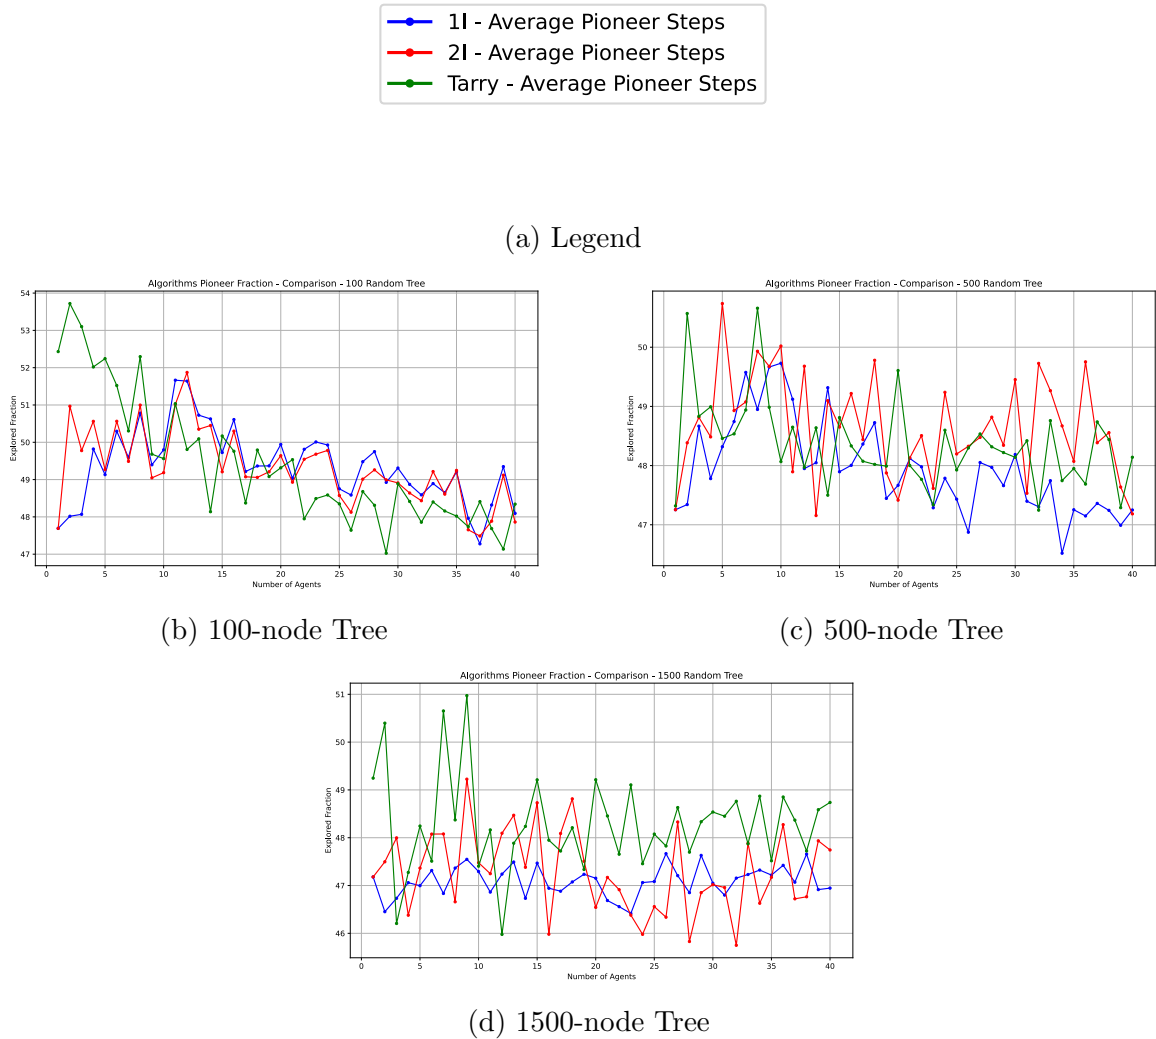 1I - Average Pioneer Steps
2I - Average Pioneer Steps
Tarry - Average Pioneer Steps
(a) Legend
Algorithms Pioneer Fraction - Comparison - 100 Random Tree
Explored Fraction
54
53
52
51
50
49
48
47
0 5 10 15 20 25 30 35 40
Number of Agents
(b) 100-node Tree
Algorithms Pioneer Fraction - Comparison - 500 Random Tree
Explored Fraction
50
49
48
47
0 5 10 15 20 25 30 35 40
Number of Agents
(c) 500-node Tree
Algorithms Pioneer Fraction - Comparison - 1500 Random Tree
Explored Fraction
51
50
49
48
47
46
0 5 10 15 20 25 30 35 40
Number of Agents
(d) 1500-node Tree